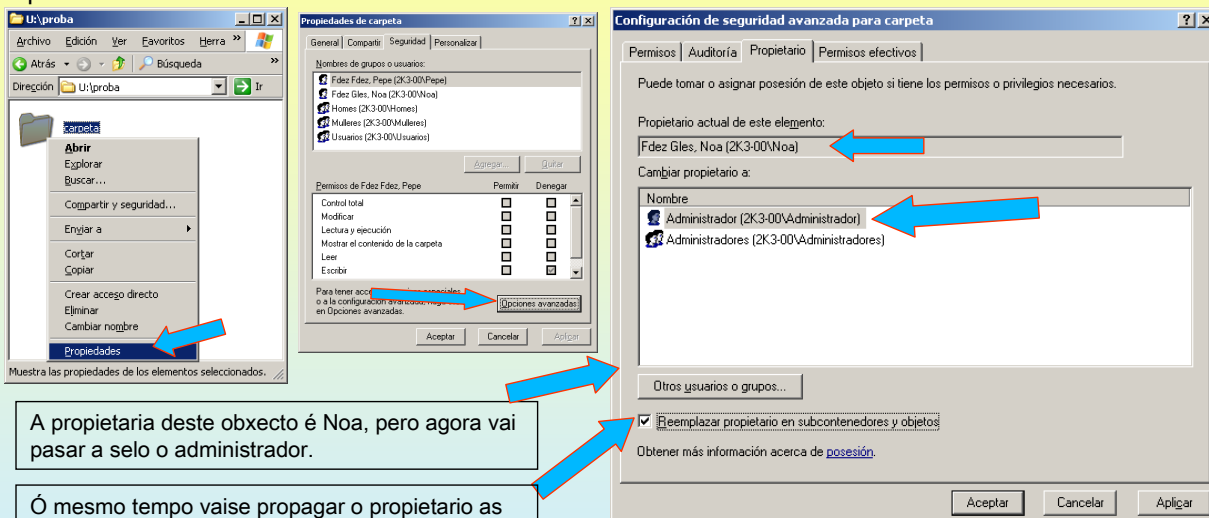 U:\proba
Archivo Edición Ver Favoritos Herra »
Atrás Búsqueda »
Dirección U:\proba Ir
carpeta
Abrir
Explorar
Buscar...
Compartir y seguridad...
Enviar a
Cortar
Copiar
Crear acceso directo
Eliminar
Cambiar nombre
Propiedades
Muestra las propiedades de los elementos seleccionados.
Propiedades de carpeta
General Compartir Seguridad Personalizar
Nombres de grupos o usuarios:
Fdez Fdez, Pepe (2K3-00\Pepe)
Fdez Gles, Noa (2K3-00\Noa)
Homes (2K3-00\Homes)
Mulleres (2K3-00\Mulleres)
Usuarios (2K3-00\Usuarios)
Agregar... Quitar
Permisos de Fdez Fdez, Pepe Permitir Denegar
Control total
Modificar
Lectura y ejecución
Mostrar el contenido de la carpeta
Leer
Escribir
Para tener especiales
o a la configuración avanzada,
en Opciones avanzadas.
Opciones avanzadas
Aceptar Cancelar Aplicar
Configuración de seguridad avanzada para carpeta
Permisos Auditoría Propietario Permisos efectivos
Puede tomar o asignar posesión de este objeto si tiene los permisos o privilegios necesarios.
Propietario actual de este elemento:
Fdez Gles, Noa (2K3-00\Noa)
Cambiar propietario a:
Nombre
Administrador (2K3-00\Administrador)
Administradores (2K3-00\Administradores)
Otros usuarios o grupos...
Reemplazar propietario en subcontenedores y objetos
Obtener más información acerca de posesión.
Aceptar Cancelar Aplicar
A propietaria deste obxecto é Noa, pero agora vai
pasar a selo o administrador.
Ó mesmo tempo vaise propagar o propietario as